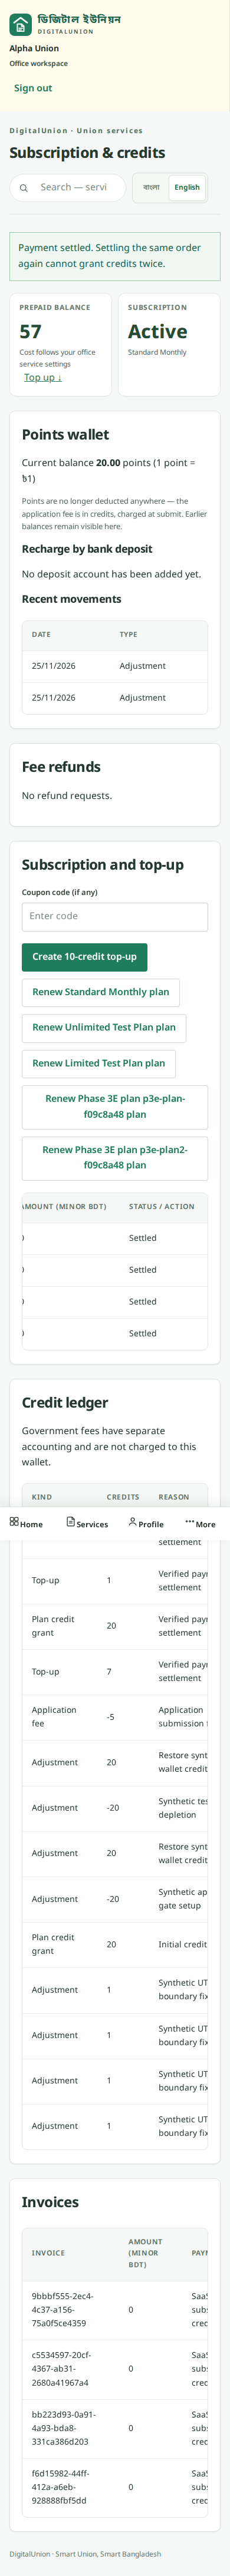 ডিজিটাল ইউনিয়ন
DIGITALUNION
Alpha Union
Office workspace
Sign out
DigitalUnion · Union services
Subscription & credits
Search — servi
বাংলা
English
Payment settled. Settling the same order
again cannot grant credits twice.
PREPAID BALANCE
57
Cost follows your office
service settings
Top up ↓
SUBSCRIPTION
Active
Standard Monthly
Points wallet
Current balance 20.00 points (1 point =
৳1)
Points are no longer deducted anywhere — the
application fee is in credits, charged at submit. Earlier
balances remain visible here.
Recharge by bank deposit
No deposit account has been added yet.
Recent movements
DATE TYPE
25/11/2026 Adjustment
25/11/2026 Adjustment
Fee refunds
No refund requests.
Subscription and top-up
Coupon code (if any)
Enter code
Create 10-credit top-up
Renew Standard Monthly plan
Renew Unlimited Test Plan plan
Renew Limited Test Plan plan
Renew Phase 3E plan p3e-plan-
f09c8a48 plan
Renew Phase 3E plan p3e-plan2-
f09c8a48 plan
AMOUNT (MINOR BDT) STATUS / ACTION
Settled
Settled
Settled
Settled
Credit ledger
Government fees have separate
accounting and are not charged to this
wallet.
KIND CREDITS REASON
Home Services Profile More
settlement
Top-up 1 Verified pay
settlement
Plan credit
grant 20 Verified pay
settlement
Top-up 7 Verified pay
settlement
Application
fee -5 Application
submission
Adjustment 20 Restore synt
wallet credit
Adjustment -20 Synthetic tes
depletion
Adjustment 20 Restore synt
wallet credit
Adjustment -20 Synthetic ap
gate setup
Plan credit
grant 20 Initial credit
Adjustment 1 Synthetic UT
boundary fix
Adjustment 1 Synthetic UT
boundary fix
Adjustment 1 Synthetic UT
boundary fix
Adjustment 1 Synthetic UT
boundary fix
Invoices
INVOICE AMOUNT (MINOR BDT) PAYM
9bbbf555-2ec4-
4c37-a156-
75a0f5ce4359 0 SaaS
subs
cred
c5534597-20cf-
4367-ab31-
2680a41967a4 0 SaaS
subs
cred
bb223d93-0a91-
4a93-bda8-
331ca386d203 0 SaaS
subs
cred
f6d15982-44ff-
412a-a6eb-
928888fbf5dd 0 SaaS
subs
cred
DigitalUnion · Smart Union, Smart Bangladesh